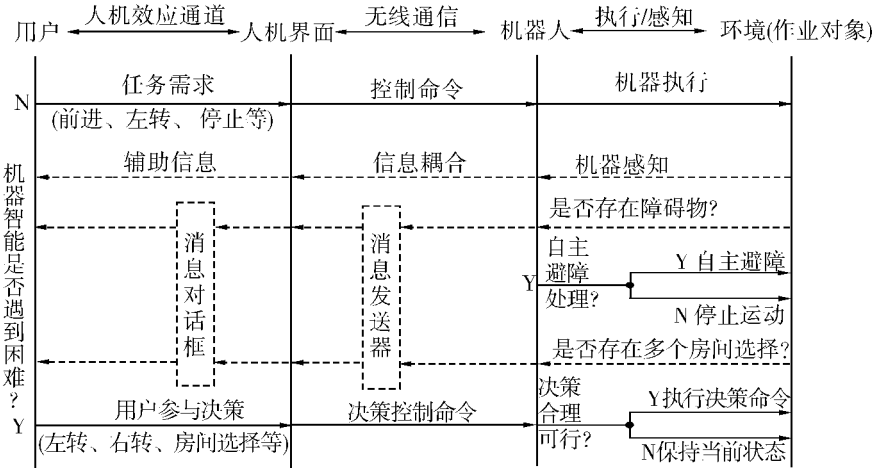 用户 人机效应通道 人机界面 无线通信 机器人 执行/感知 环境(作业对象)
N 任务需求 控制命令 机器执行
(前进、左转、停止等)
辅助信息 信息耦合 机器感知
机器智能是否遇到困难?
消息对话框
消息发送器
是否存在障碍物?
Y
自主
避障
处理?
Y 自主避障
N 停止运动
是否存在多个房间选择?
Y 用户参与决策 决策控制命令
(左转、右转、房间选择等)
决策
合理
可行?
Y执行决策命令
N保持当前状态